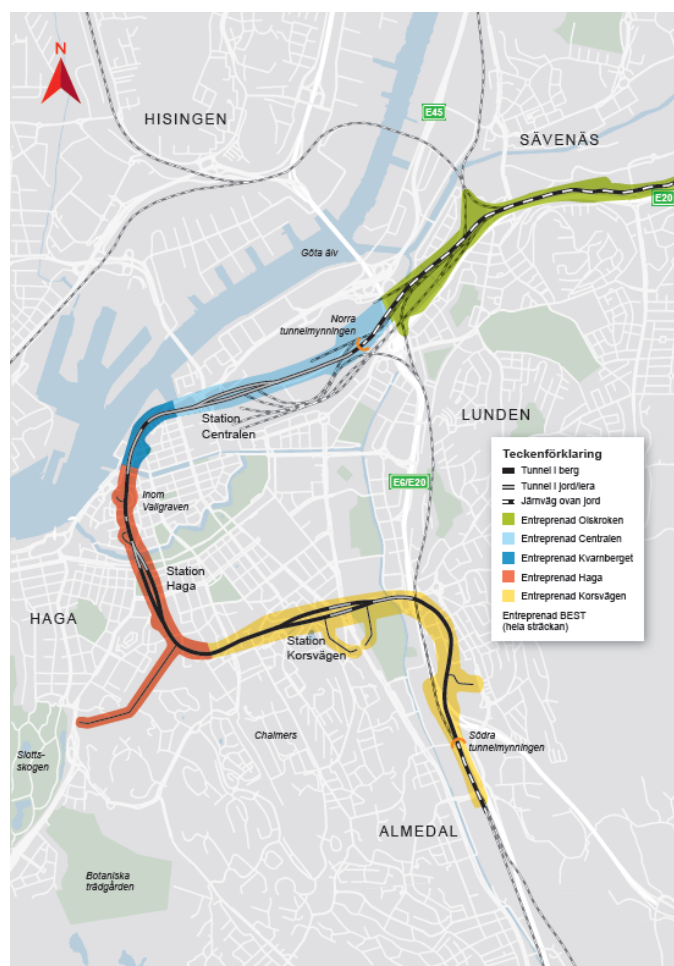 N
HISINGEN
E45
SÄVENÄS
E20
Göta älv
Norra
tunnelmynningen
Station
Centralen
LUNDEN
Inom
Vallgraven
E6/E20
Teckenförklaring
Tunnel i berg
Tunnel i jord/lera
Järnväg ovan jord
Entreprenad Olskroken
Entreprenad Centralen
Entreprenad Kvarnberget
Entreprenad Haga
Entreprenad Korsvägen
Entreprenad BEST
(hela sträckan)
Station
Haga
HAGA
Station
Korsvägen
Slotts-
skogen
Chalmers
Södra
tunnelmynningen
ALMEDAL
Botaniska
trädgården